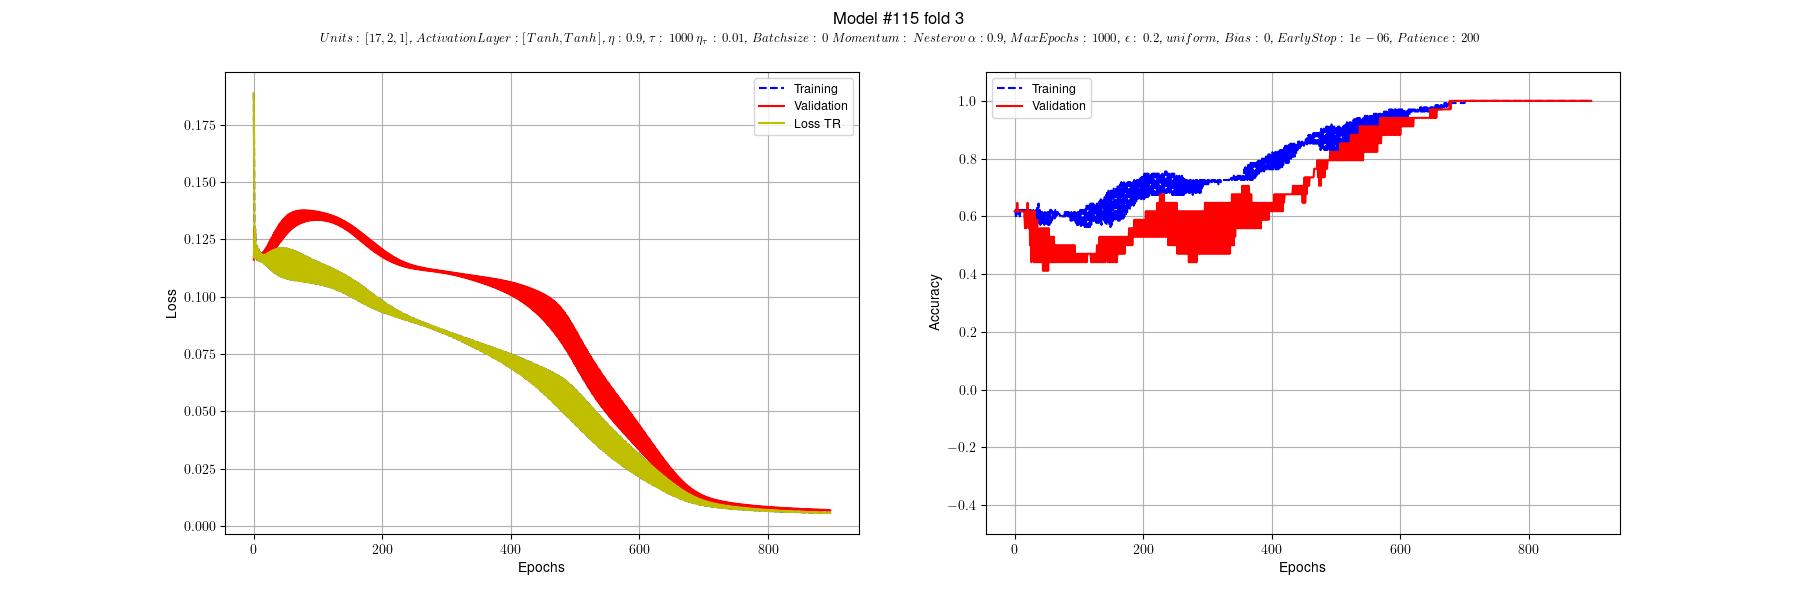 Model #115 fold 3
Units : [17, 2, 1], ActivationLayer : [Tanh, Tanh], η : 0.9, τ : 1000 η_τ : 0.01, Batchsize : 0 Momentum : Nesterov α : 0.9, MaxEpochs : 1000, ϵ : 0.2, uniform, Bias : 0, EarlyStop : 1e − 06, Patience : 200
Training
Validation
Loss TR
0.175
0.150
0.125
0.100
0.075
0.050
0.025
0.000
Loss
0 200 400 600 800
Epochs
Training
Validation
1.0
0.8
0.6
0.4
0.2
0.0
−0.2
−0.4
Accuracy
0 200 400 600 800
Epochs